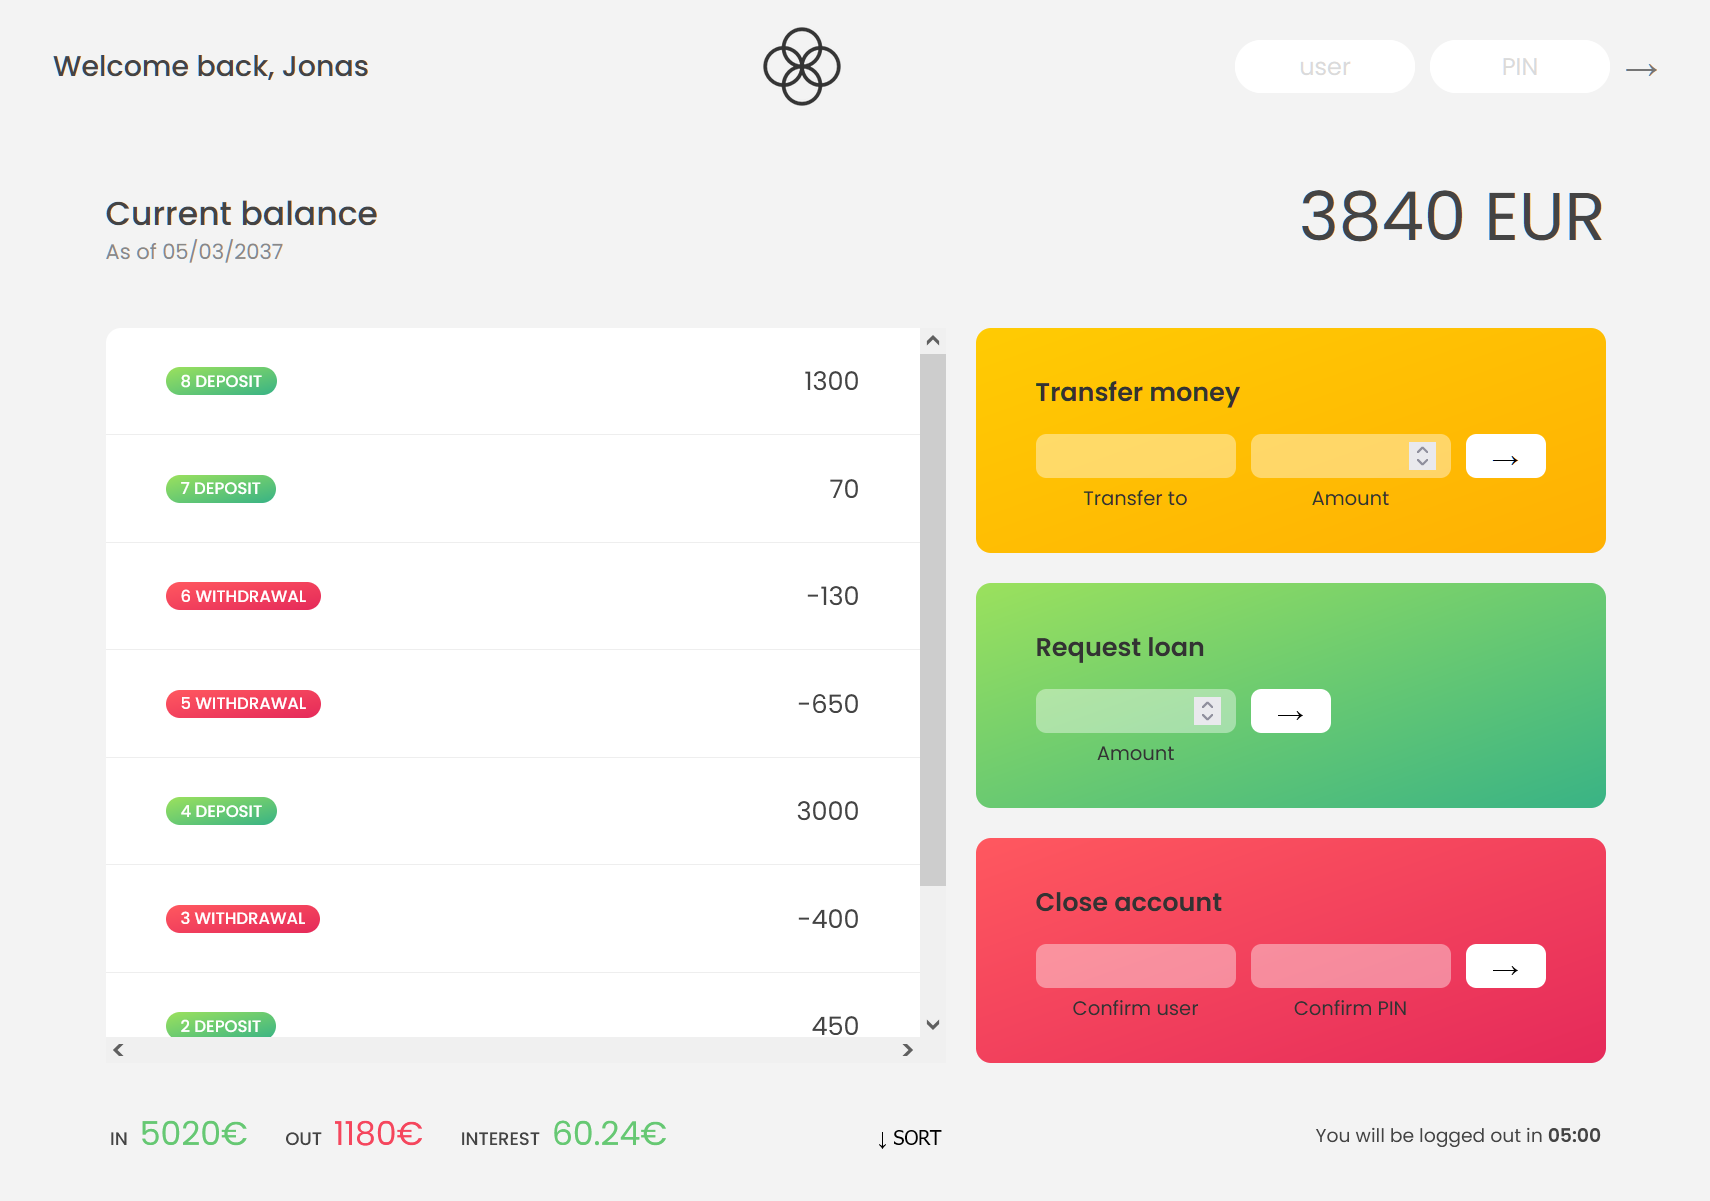 Welcome back, Jonas
user
PIN
→
Current balance
As of 05/03/2037
3840 EUR
8 DEPOSIT
1300
7 DEPOSIT
70
6 WITHDRAWAL
-130
5 WITHDRAWAL
-650
4 DEPOSIT
3000
3 WITHDRAWAL
-400
2 DEPOSIT
450
Transfer money
→
Transfer to
Amount
Request loan
→
Amount
Close account
→
Confirm user
Confirm PIN
IN 5020€ OUT 1180€ INTEREST 60.24€
↓ SORT
You will be logged out in 05:00